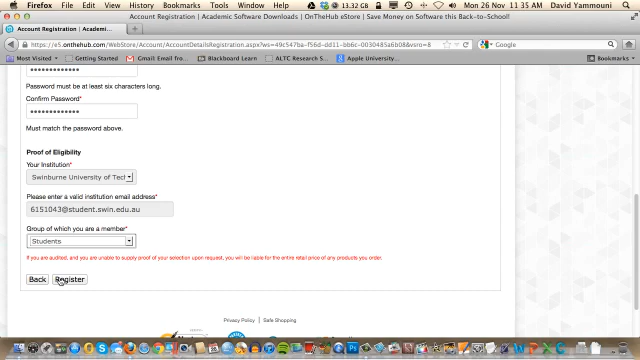 Firefox File Edit View History Bookmarks Tools Window Help 13.32 GB Mon 26 Nov 11:35 AM David Yammouni
Account Registration | Academic Software Downloads | OnTheHub eStore | Save Money on Software this Back-to-School!
Account Registration | Academi...
https://e5.onthehub.com/WebStore/Account/AccountDetailsRegistration.aspx?ws=49c547ba-f56d-dd11-bb6c-0030485a6b08&vsro=8 Google
Most Visited Getting Started Gmail Email from... Blackboard Learn ALTC Research S... Apple University... Bookmarks
Password must be at least six characters long.
Confirm Password*
Must match the password above.
Proof of Eligibility
Your Institution*
Swinburne University of Tech
Please enter a valid institution email address*
6151043@student.swin.edu.au
Group of which you are a member*
Students
If you are audited, and you are unable to supply proof of your selection upon request, you will be liable for the entire retail price of any products you order.
Back Register
Privacy Policy | Safe Shopping